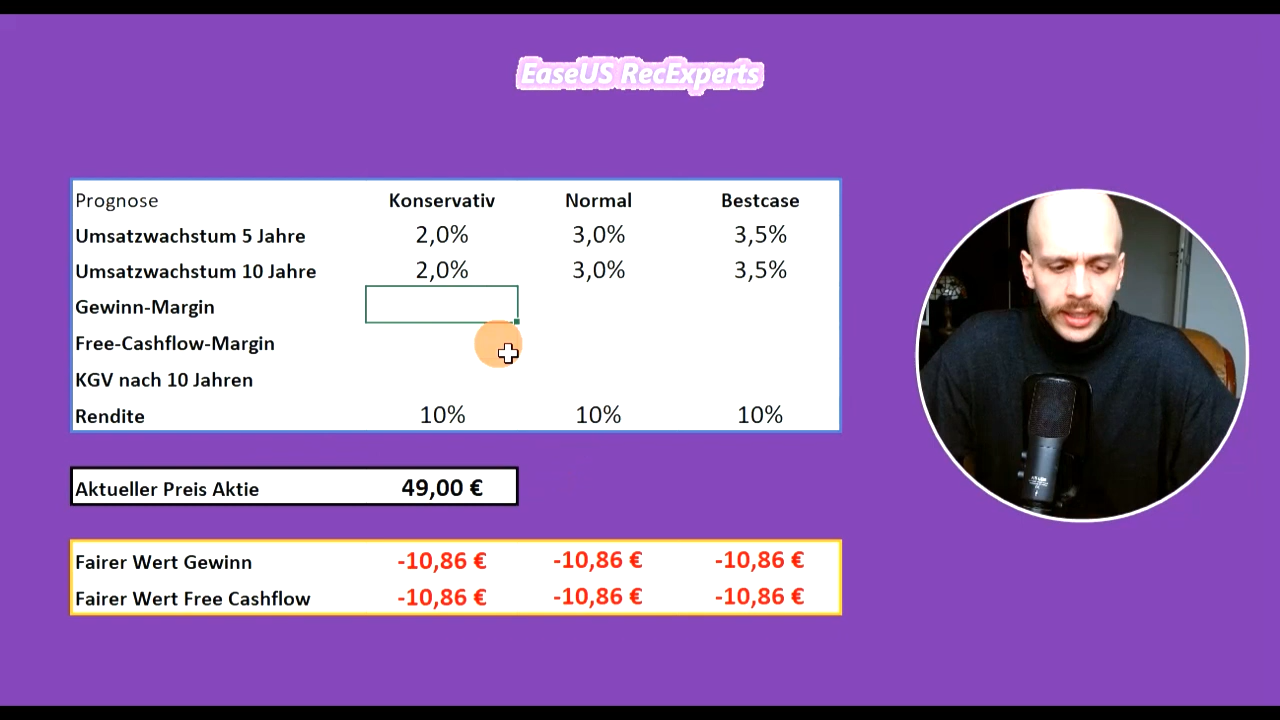 EaseUS RecExperts
Prognose Konservativ Normal Bestcase
Umsatzwachstum 5 Jahre 2,0% 3,0% 3,5%
Umsatzwachstum 10 Jahre 2,0% 3,0% 3,5%
Gewinn-Margin
Free-Cashflow-Margin
KGV nach 10 Jahren
Rendite 10% 10% 10%
Aktueller Preis Aktie 49,00 €
Fairer Wert Gewinn -10,86 € -10,86 € -10,86 €
Fairer Wert Free Cashflow -10,86 € -10,86 € -10,86 €